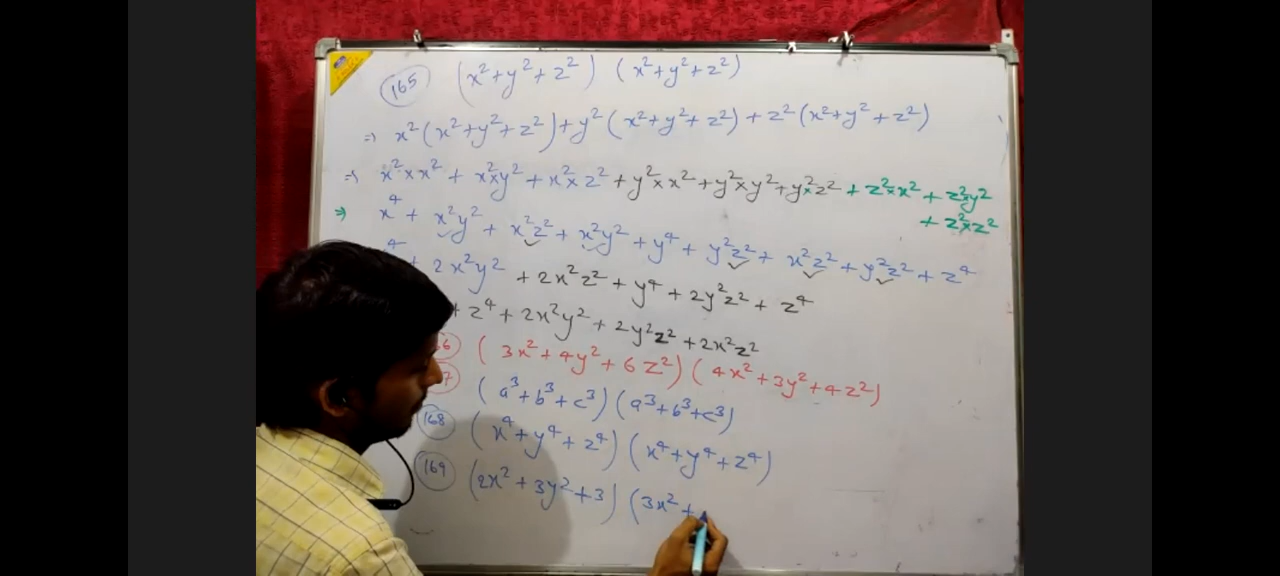 165 (x²+y²+z²) (x²+y²+z²)
⇒ x²(x²+y²+z²)+y²(x²+y²+z²)+z²(x²+y²+z²)
⇒ x²×x² + x²×y² + x²×z² + y²×x² + y²×y² + y²×z² + z²×x² + z²×y²
+ z²×z²
⇒ x⁴ + x²y² + x²z² + x²y² + y⁴ + y²z² + x²z² + y²z² + z⁴
⁴ + 2x²y² + 2x²z² + y⁴ + 2y²z² + z⁴
+ z⁴ + 2x²y² + 2y²z² + 2x²z²
6 (3x²+4y²+6z²) (4x²+3y²+4z²)
7 (a³+b³+c³) (a³+b³+c³)
168 (x⁴+y⁴+z⁴) (x⁴+y⁴+z⁴)
169 (2x²+3y²+3) (3x²+